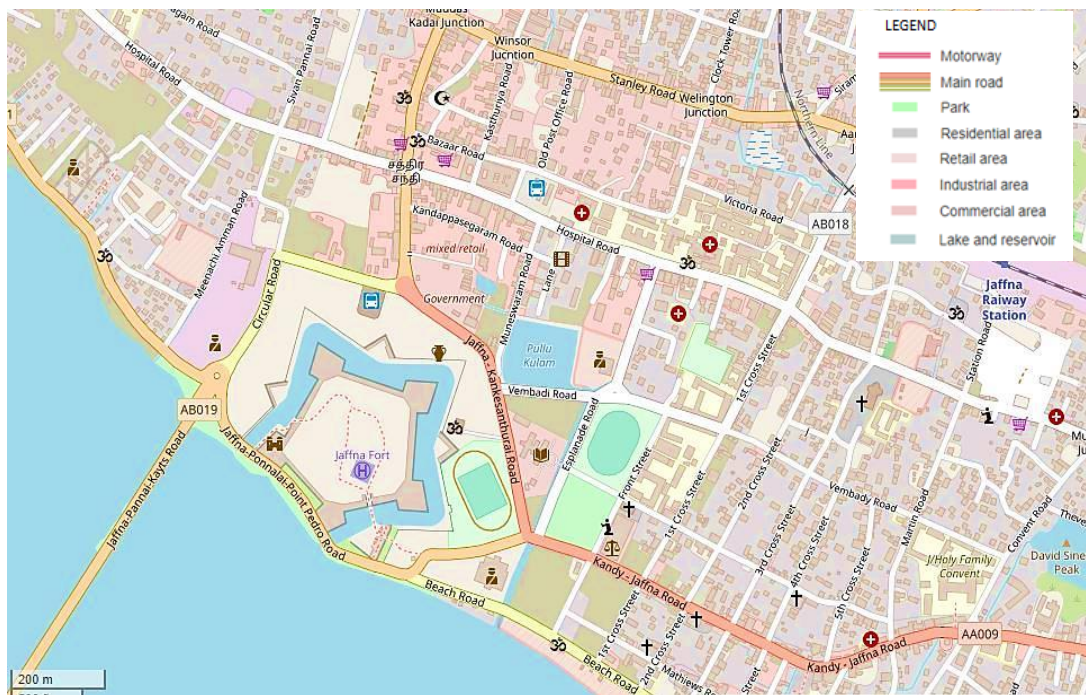 Muddas
Kadai Junction
Winsor
Jucntion
Hospital Road
Sivan Pannai Road
Stanley Road
Clock Tower Road
Welington
Junction
Northern Line
Kasthuriya Road
Old Post Office Road
Bazaar Road
சத்திர
சாந்தி
Victoria Road
AB018
Kandappasegaram Road
Hospital Road
mixed retail
Government
Muneswaram Road
Lane
Meenachi Amman Road
Circular Road
Pullu
Kulam
Jaffna - Kankesanthurai Road
Vembadi Road
Jaffna
Raiway
Station
Station Road
1st Cross Street
AB019
Jaffna-Pannai-Kayts Road
Jaffna-Ponnalai-Point Pedro Road
Jaffna Fort
H
Esplanade Road
Front Street
1st Cross Street
2nd Cross Street
3rd Cross Street
4th Cross Street
5th Cross Street
Vembady Road
Martin Road
Convent Road
David Sine
Peak
J/Holy Family
Convent
Kandy - Jaffna Road
Beach Road
Beach Road
1st Cross Street
2nd Cross Street
Kandy - Jaffna Road
AA009
200 m
LEGEND
Motorway
Main road
Park
Residential area
Retail area
Industrial area
Commercial area
Lake and reservoir